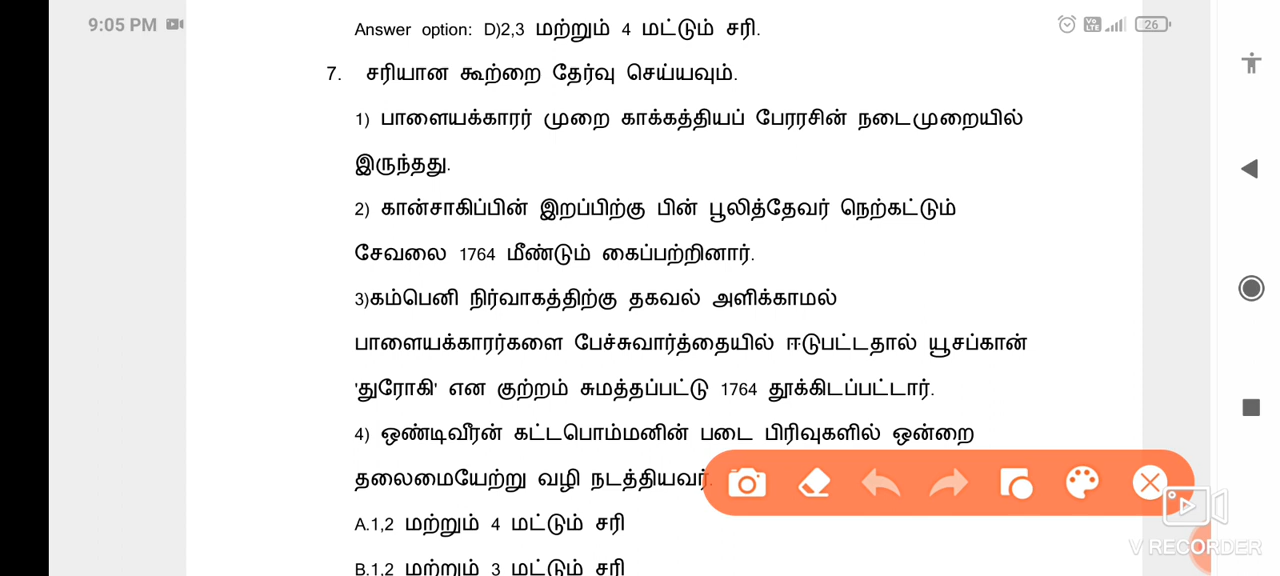 9:05 PM
26
Answer option: D)2,3 மற்றும் 4 மட்டும் சரி.
7. சரியான கூற்றை தேர்வு செய்யவும்.
1) பாளையக்காரர் முறை காக்கத்தியப் பேரரசின் நடைமுறையில்
இருந்தது.
2) கான்சாகிப்பின் இறப்பிற்கு பின் பூலித்தேவர் நெற்கட்டும்
சேவலை 1764 மீண்டும் கைப்பற்றினார்.
3)கம்பெனி நிர்வாகத்திற்கு தகவல் அளிக்காமல்
பாளையக்காரர்களை பேச்சுவார்த்தையில் ஈடுபட்டதால் யூசப்கான்
'துரோகி' என குற்றம் சுமத்தப்பட்டு 1764 தூக்கிடப்பட்டார்.
4) ஒண்டிவீரன் கட்டபொம்மனின் படை பிரிவுகளில் ஒன்றை
தலைமையேற்று வழி நடத்தியவர்.
A.1,2 மற்றும் 4 மட்டும் சரி
B.1,2 மற்றும் 3 மட்டும் சரி
V RECORDER